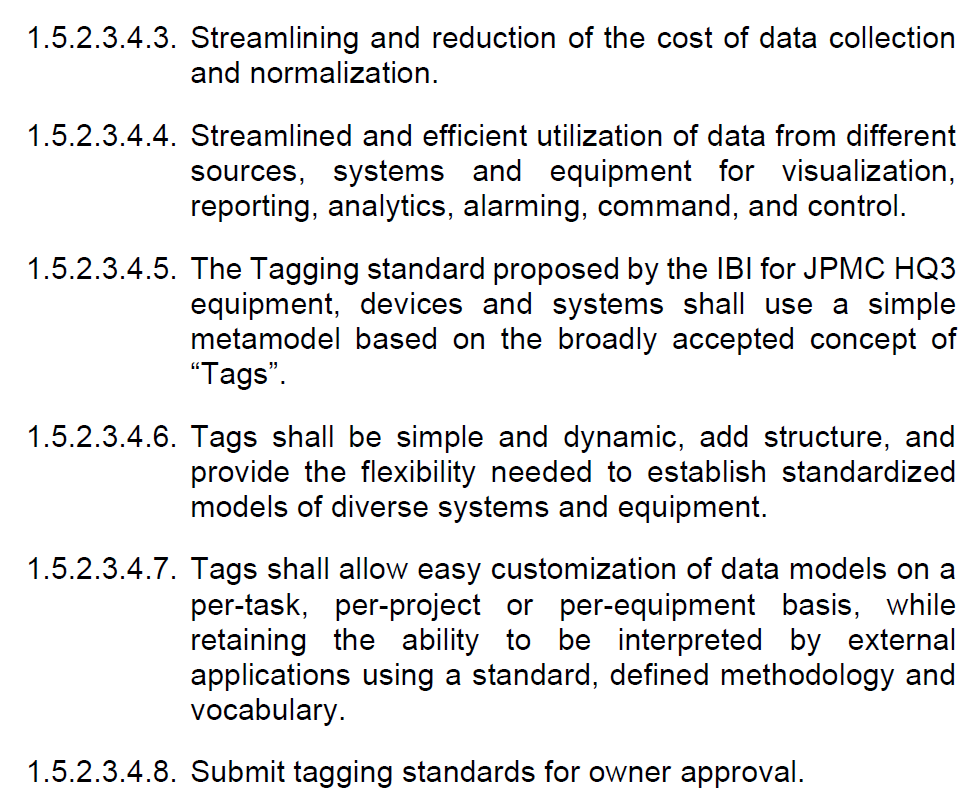 1.5.2.3.4.3. Streamlining and reduction of the cost of data collection
and normalization.
1.5.2.3.4.4. Streamlined and efficient utilization of data from different
sources, systems and equipment for visualization,
reporting, analytics, alarming, command, and control.
1.5.2.3.4.5. The Tagging standard proposed by the IBI for JPMC HQ3
equipment, devices and systems shall use a simple
metamodel based on the broadly accepted concept of
“Tags”.
1.5.2.3.4.6. Tags shall be simple and dynamic, add structure, and
provide the flexibility needed to establish standardized
models of diverse systems and equipment.
1.5.2.3.4.7. Tags shall allow easy customization of data models on a
per-task, per-project or per-equipment basis, while
retaining the ability to be interpreted by external
applications using a standard, defined methodology and
vocabulary.
1.5.2.3.4.8. Submit tagging standards for owner approval.